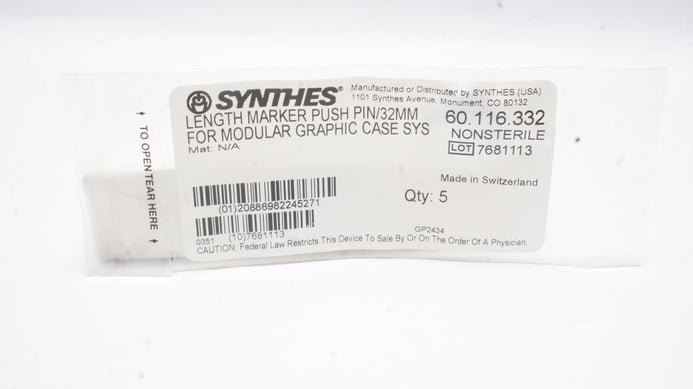 SYNTHES®
Manufactured or Distributed by SYNTHES (USA)
1101 Synthes Avenue, Monument, CO 80132
LENGTH MARKER PUSH PIN/32MM
FOR MODULAR GRAPHIC CASE SYS
Mat: N/A
60.116.332
NONSTERILE
LOT 7681113
Made in Switzerland
(01)20886982245271
Qty: 5
0351 (10)7681113
GP2434
CAUTION: Federal Law Restricts This Device To Sale By Or On The Order Of A Physician.
↑ TO OPEN TEAR HERE ↑